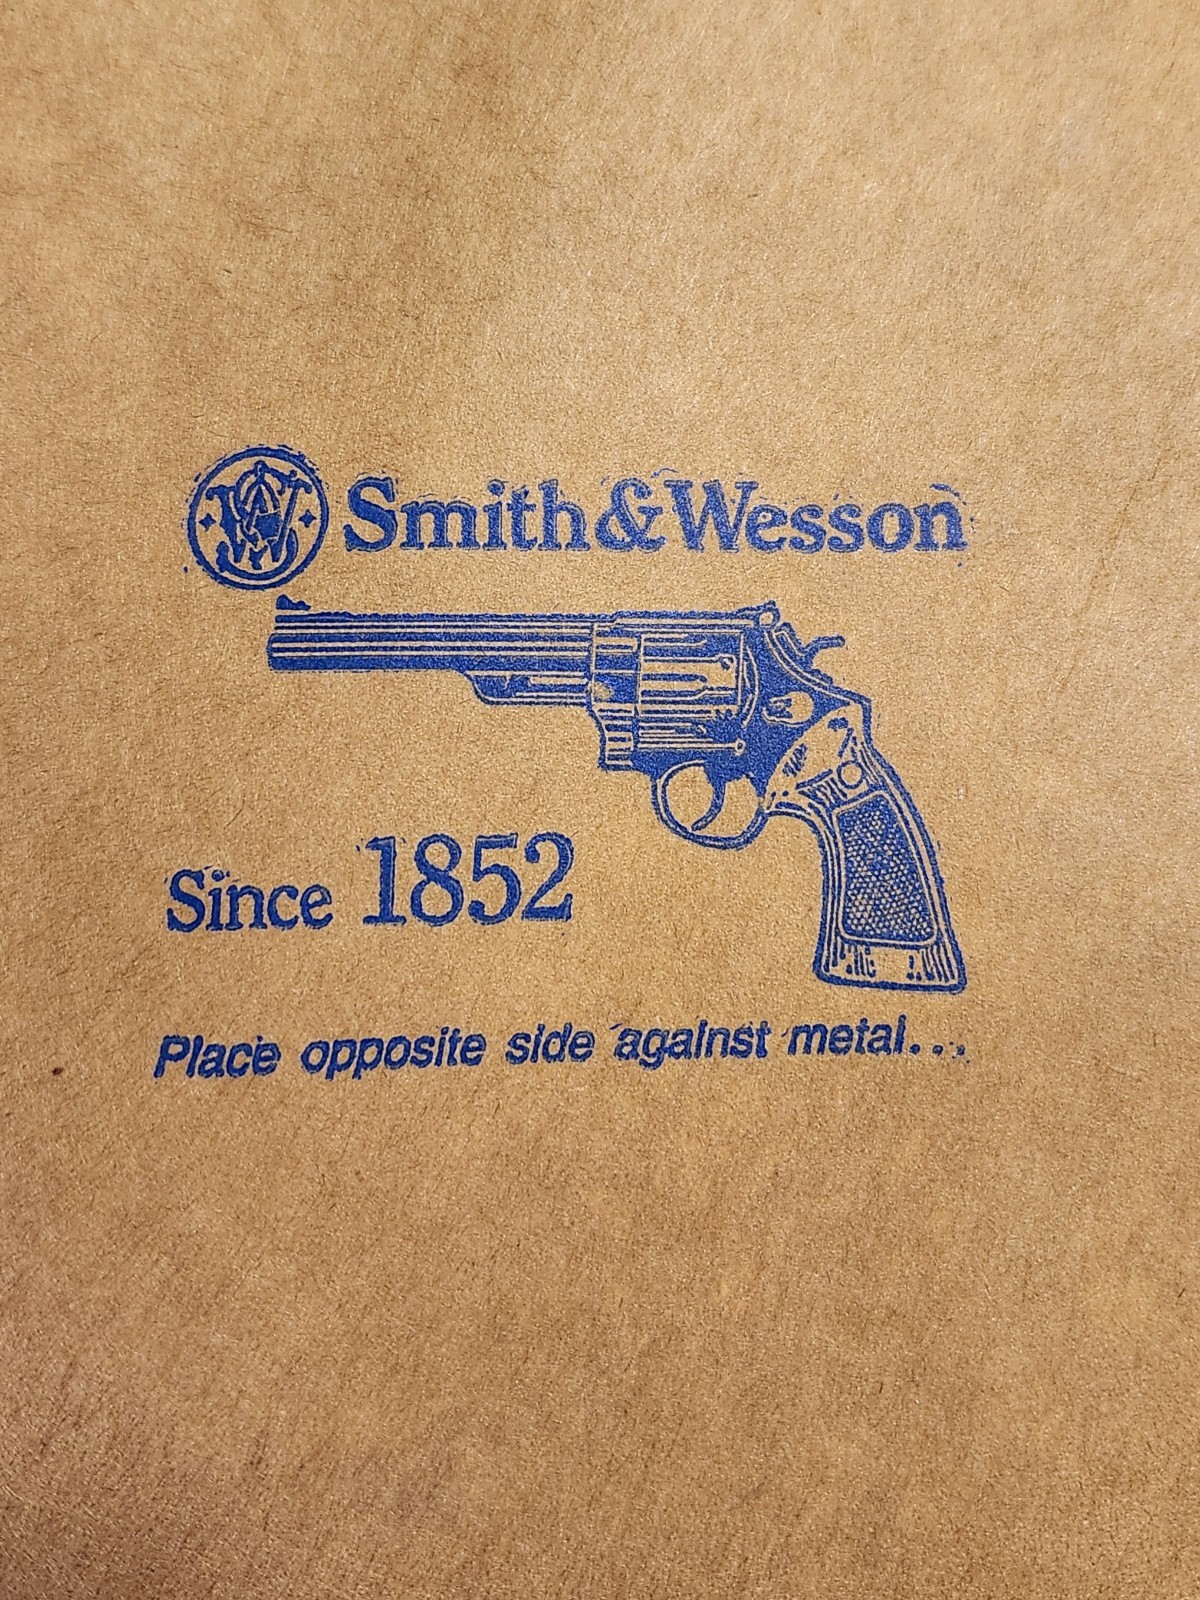 Smith&Wesson
Since 1852
Place opposite side against metal...